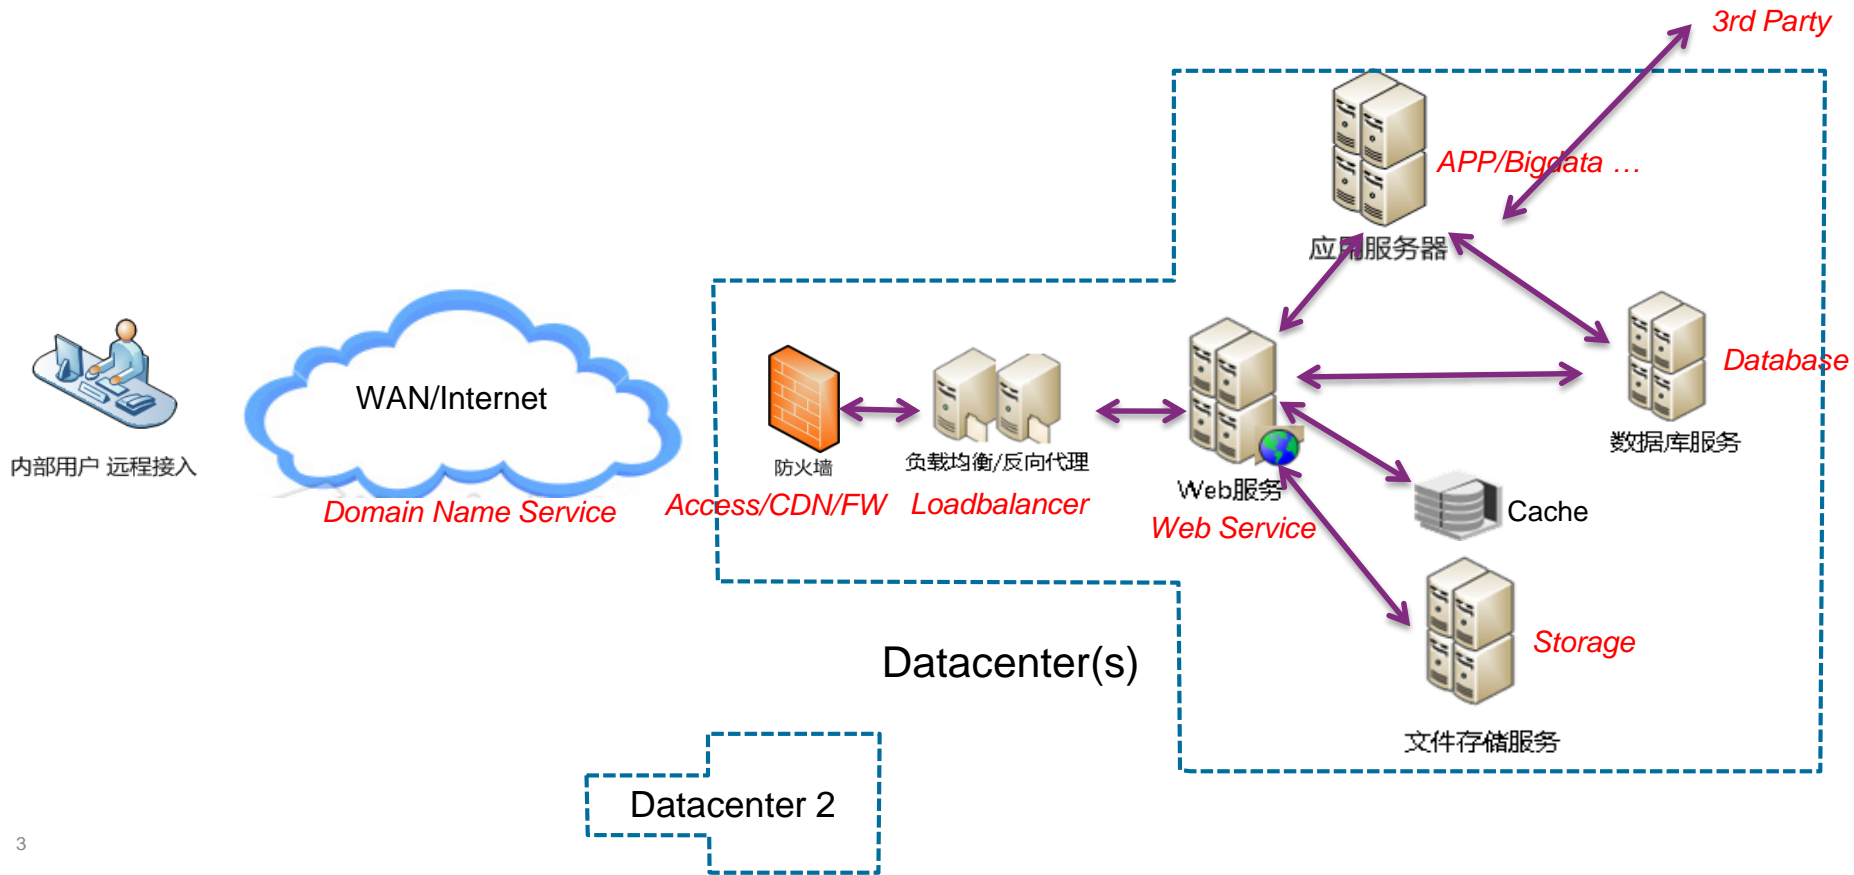 3rd Party
APP/Bigdata …
应用服务器
WAN/Internet
Database
内部用户 远程接入
防火墙
负载均衡/反向代理
数据库服务
Domain Name Service
Access/CDN/FW
Loadbalancer
Web服务
Web Service
Cache
Storage
Datacenter(s)
文件存储服务
Datacenter 2
3